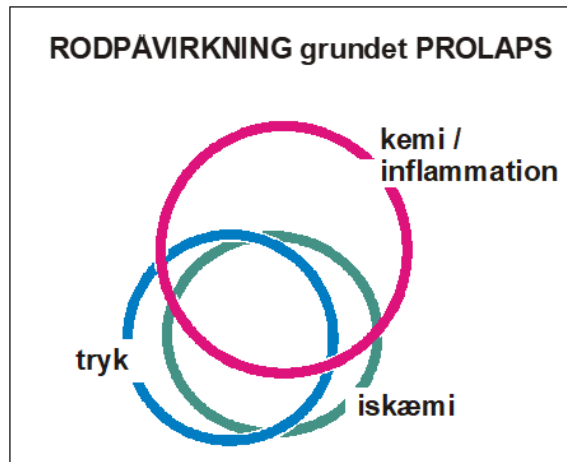 RODPÅVIRKNING grundet PROLAPS
kemi /
inflammation
tryk
iskæmi